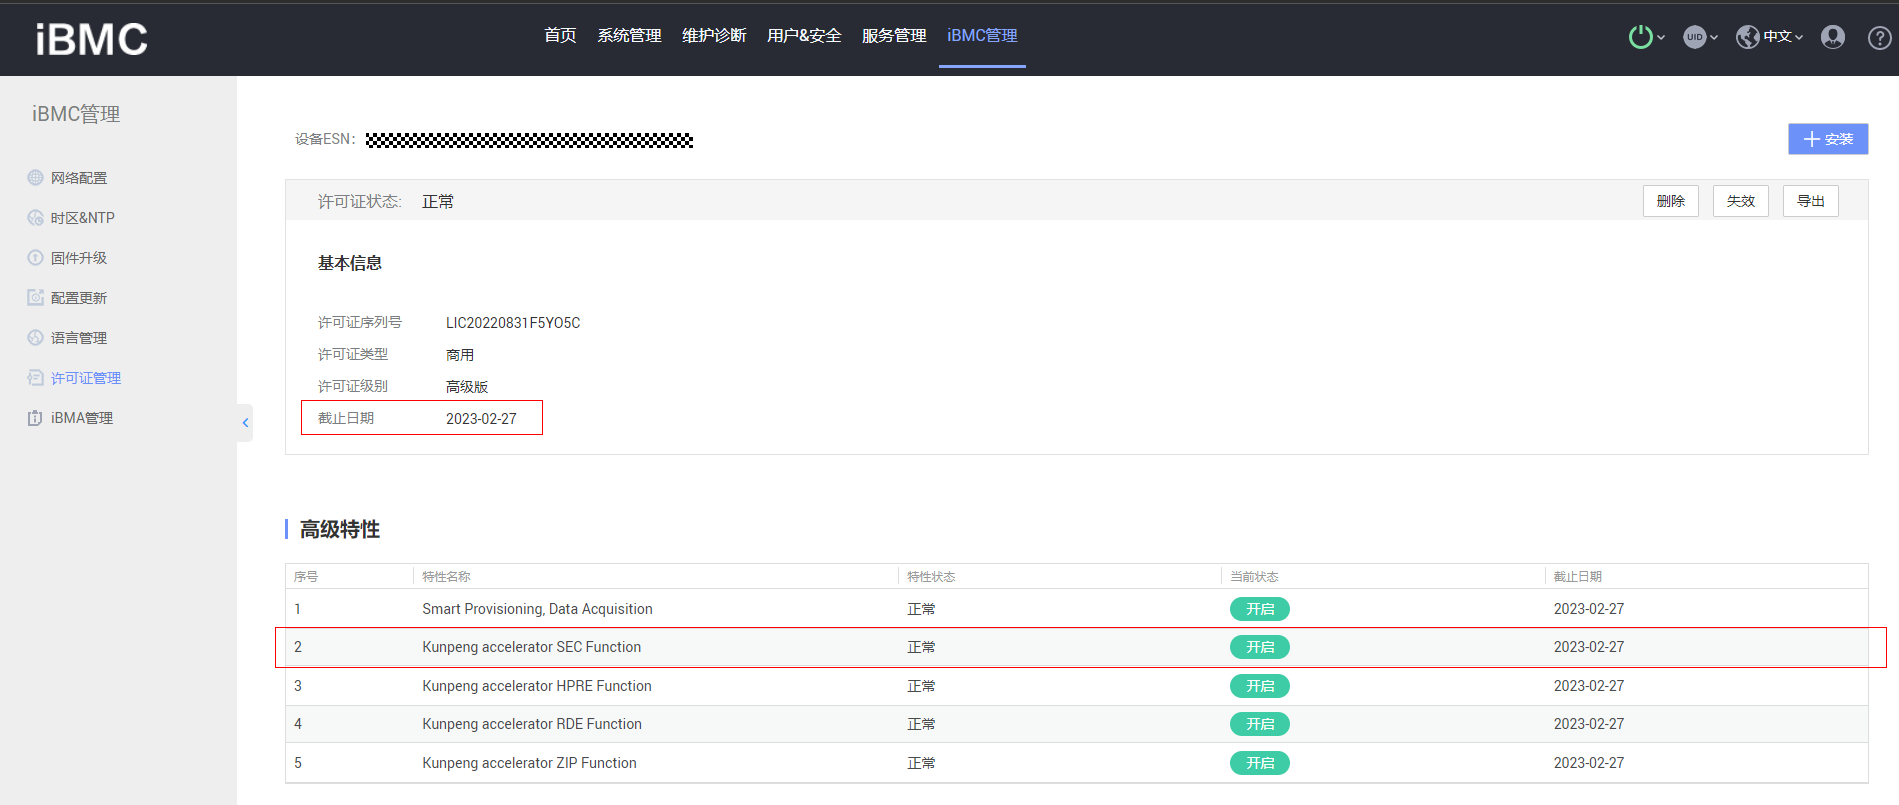 iBMC 首页 系统管理 维护诊断 用户&安全 服务管理 iBMC管理 UID 中文
iBMC管理
网络配置
时区&NTP
固件升级
配置更新
语言管理
许可证管理
iBMA管理
设备ESN:
安装
许可证状态: 正常 删除 失效 导出
基本信息
许可证序列号 LIC20220831F5YO5C
许可证类型 商用
许可证级别 高级版
截止日期 2023-02-27
高级特性
序号 特性名称 特性状态 当前状态 截止日期
1 Smart Provisioning, Data Acquisition 正常 开启 2023-02-27
2 Kunpeng accelerator SEC Function 正常 开启 2023-02-27
3 Kunpeng accelerator HPRE Function 正常 开启 2023-02-27
4 Kunpeng accelerator RDE Function 正常 开启 2023-02-27
5 Kunpeng accelerator ZIP Function 正常 开启 2023-02-27